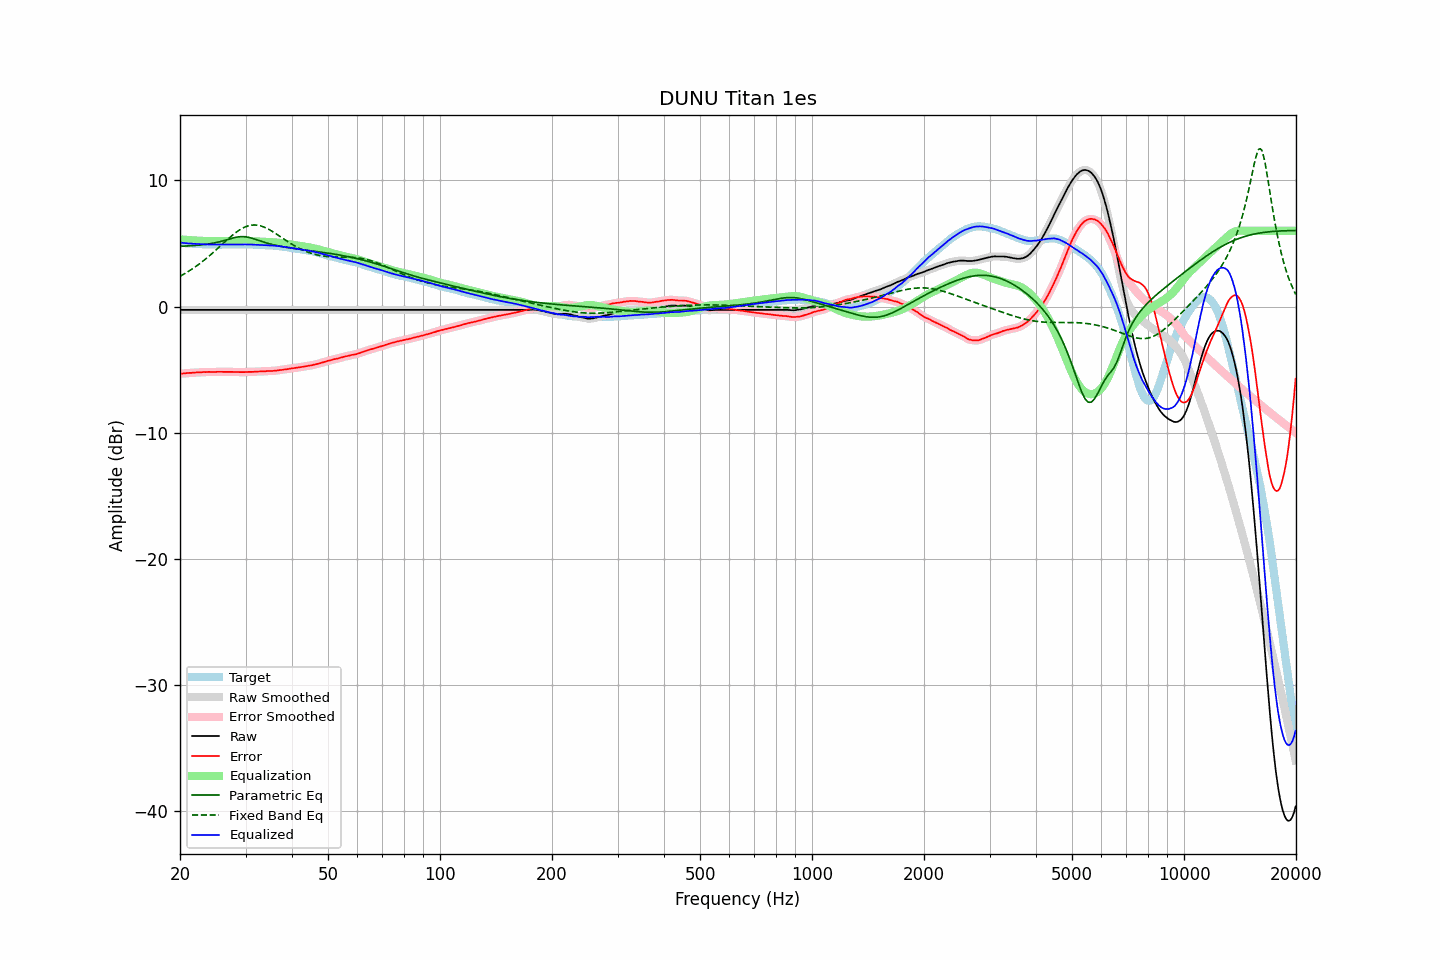 DUNU Titan 1es
Amplitude (dBr)
10
0
−10
−20
−30
−40
Target
Raw Smoothed
Error Smoothed
Raw
Error
Equalization
Parametric Eq
Fixed Band Eq
Equalized
20 50 100 200 500 1000 2000 5000 10000 20000
Frequency (Hz)